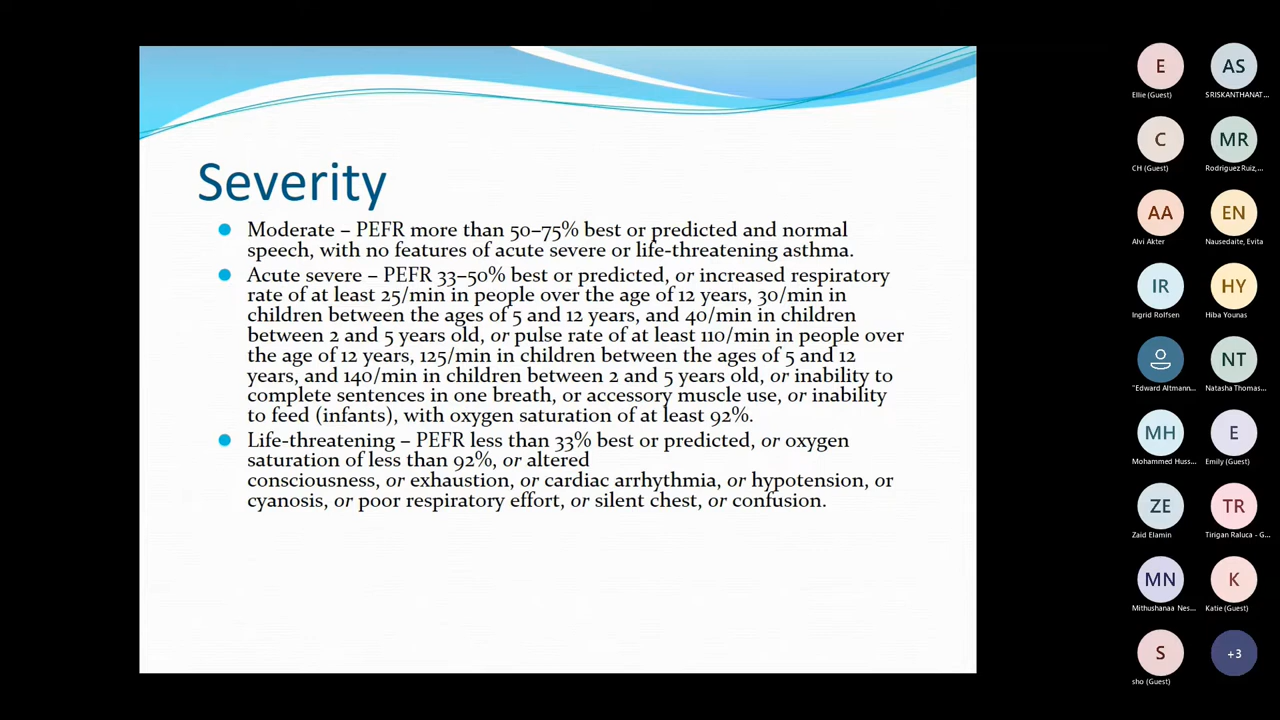 Severity
Moderate – PEFR more than 50–75% best or predicted and normal
speech, with no features of acute severe or life-threatening asthma.
Acute severe – PEFR 33–50% best or predicted, or increased respiratory
rate of at least 25/min in people over the age of 12 years, 30/min in
children between the ages of 5 and 12 years, and 40/min in children
between 2 and 5 years old, or pulse rate of at least 110/min in people over
the age of 12 years, 125/min in children between the ages of 5 and 12
years, and 140/min in children between 2 and 5 years old, or inability to
complete sentences in one breath, or accessory muscle use, or inability
to feed (infants), with oxygen saturation of at least 92%.
Life-threatening – PEFR less than 33% best or predicted, or oxygen
saturation of less than 92%, or altered
consciousness, or exhaustion, or cardiac arrhythmia, or hypotension, or
cyanosis, or poor respiratory effort, or silent chest, or confusion.
E
AS
Ellie (Guest)
SRISKANTHANAT...
C
MR
CH (Guest)
Rodriguez Ruiz,...
AA
EN
Alvi Akter
Nausedaite, Evita
IR
HY
Ingrid Rolfsen
Hiba Younas
NT
"Edward Altmann...
Natasha Thomas...
MH
E
Mohammed Huss...
Emily (Guest)
ZE
TR
Zaid Elamin
Tirigan Raluca - G...
MN
K
Mithushanaa Nes...
Katie (Guest)
S
+3
sho (Guest)